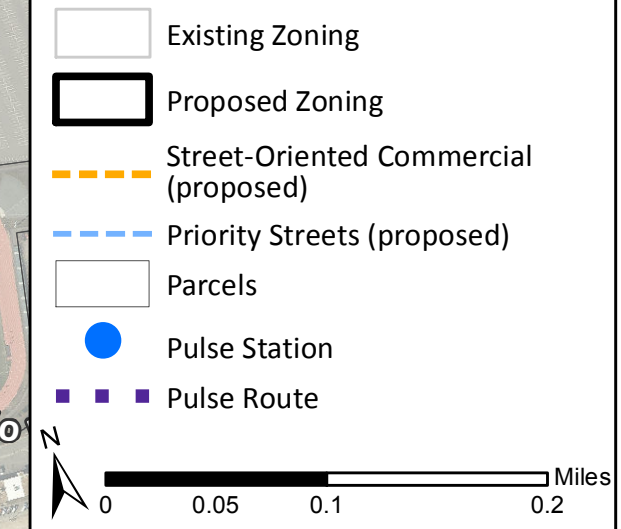 Existing Zoning
Proposed Zoning
Street-Oriented Commercial
(proposed)
Priority Streets (proposed)
Parcels
Pulse Station
Pulse Route
o
N
Miles
0 0.05 0.1 0.2